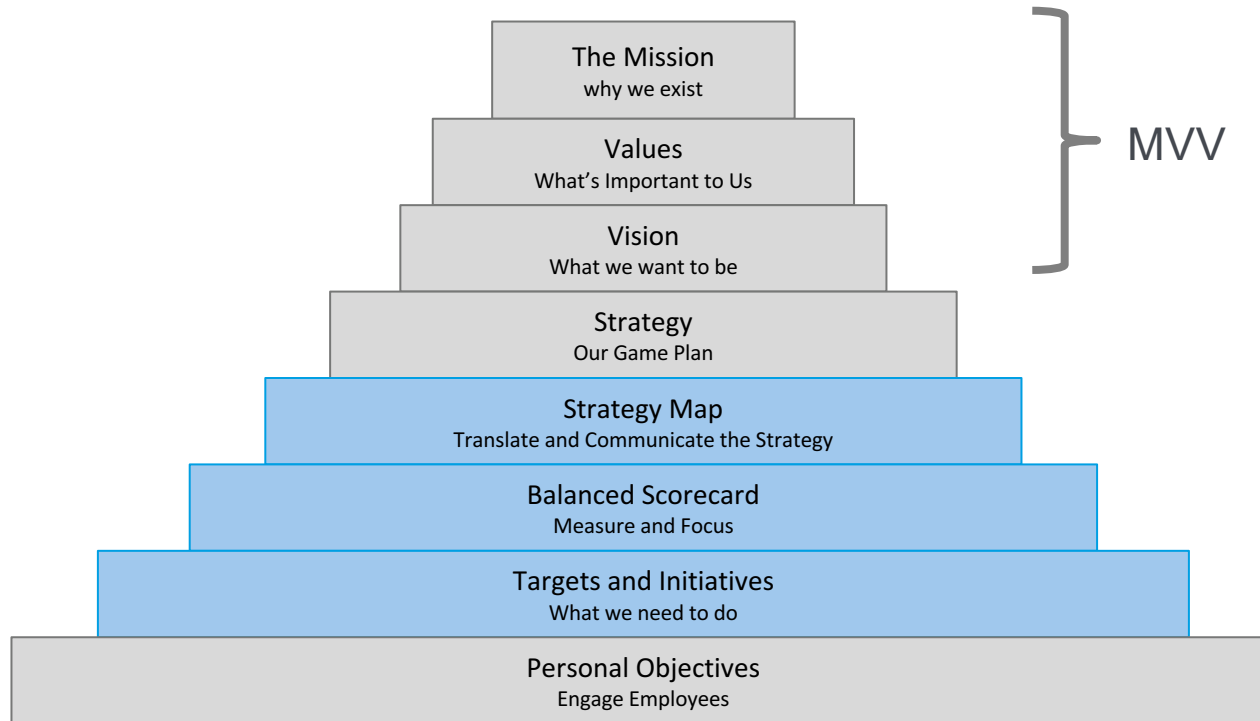 The Mission
why we exist
MVV
Values
What’s Important to Us
Vision
What we want to be
Strategy
Our Game Plan
Strategy Map
Translate and Communicate the Strategy
Balanced Scorecard
Measure and Focus
Targets and Initiatives
What we need to do
Personal Objectives
Engage Employees